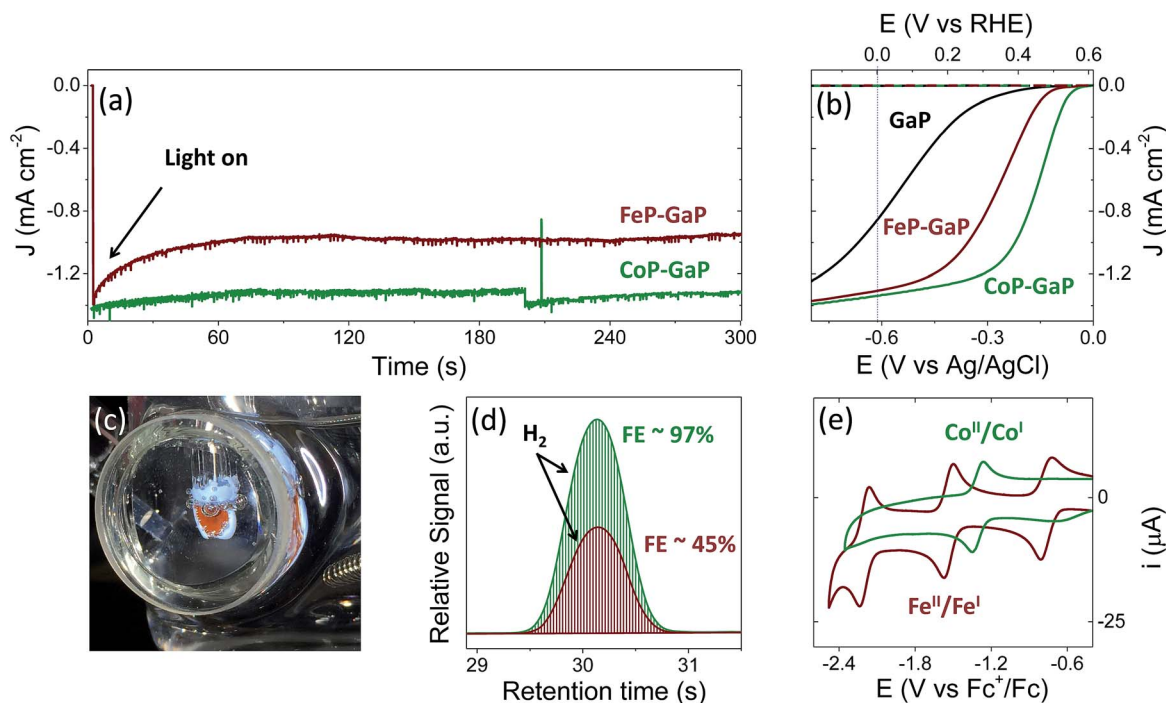 (a)
0.0
-0.4
-0.8
-1.2
J (mA cm⁻²)
Light on
FeP-GaP
CoP-GaP
0 60 120 180 240 300
Time (s)
E (V vs RHE)
0.0 0.2 0.4 0.6
(b)
GaP
FeP-GaP
CoP-GaP
0.0
-0.4
-0.8
-1.2
J (mA cm⁻²)
-0.6 -0.3 0.0
E (V vs Ag/AgCl)
(c)
(d)
H₂
FE ~ 97%
FE ~ 45%
Relative Signal (a.u.)
29 30 31
Retention time (s)
(e)
Coᴵᴵ/Coᴵ
Feᴵᴵ/Feᴵ
0
-25
i (μA)
-2.4 -1.8 -1.2 -0.6
E (V vs Fc⁺/Fc)